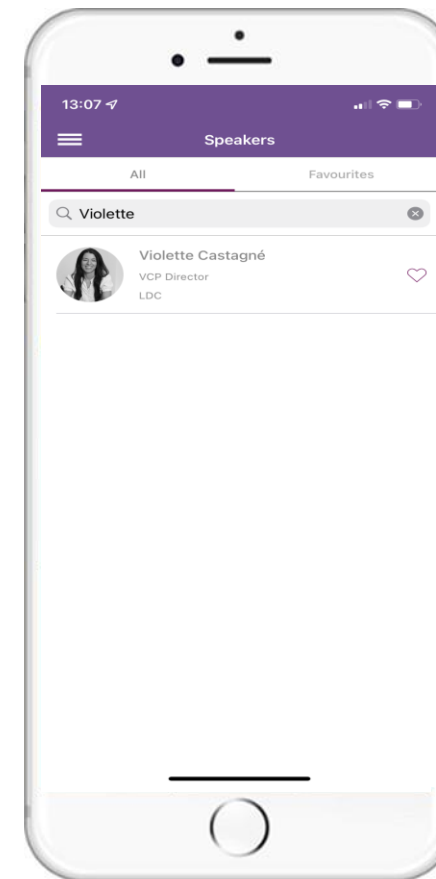 13:07
Speakers
All
Favourites
Violette
Violette Castagné
VCP Director
LDC